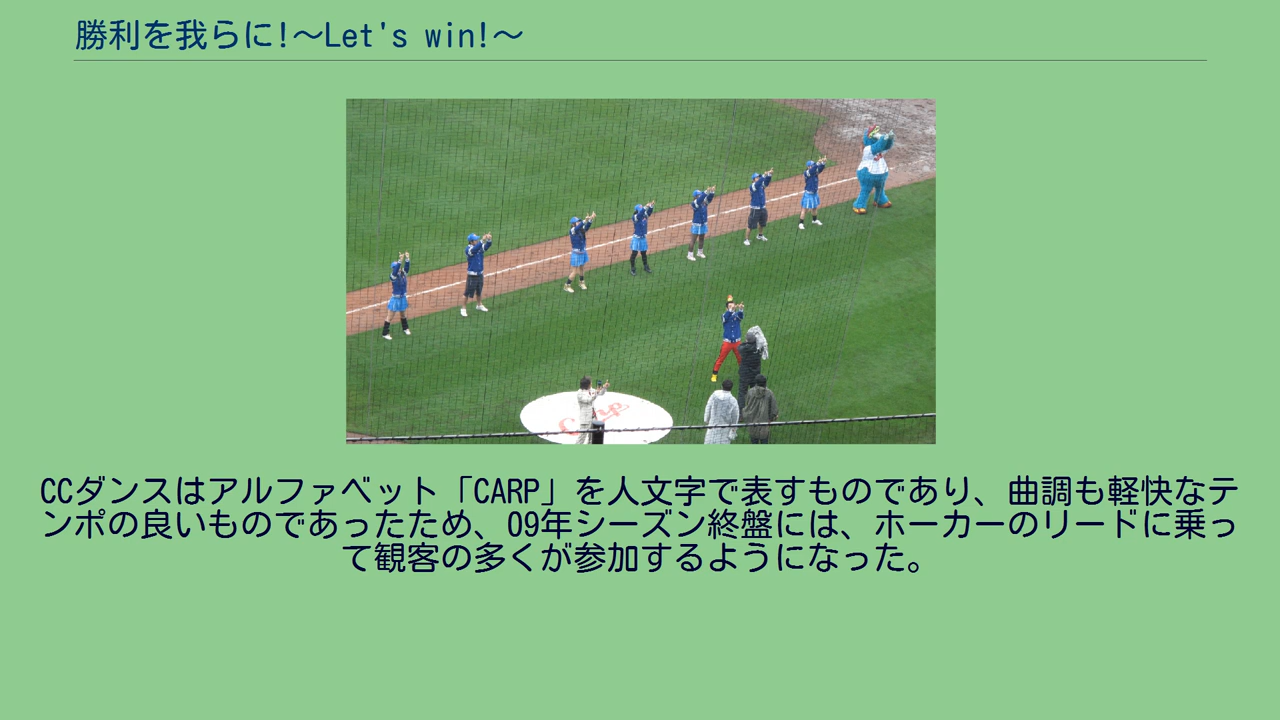 勝利を我らに!～Let's win!～
Carp
CCダンスはアルファベット「CARP」を人文字で表すものであり、曲調も軽快なテ
ンポの良いものであったため、09年シーズン終盤には、ホーカーのリードに乗っ
て観客の多くが参加するようになった。